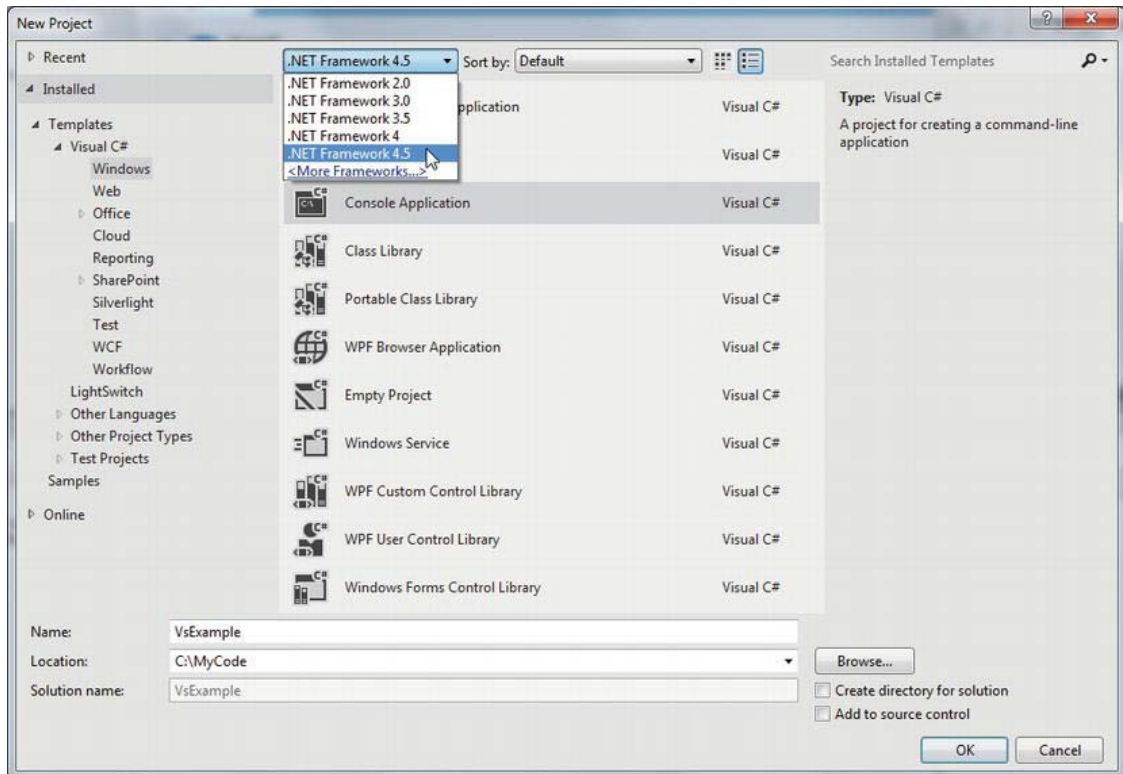 New Project
Recent
Installed
Templates
Visual C#
Windows
Web
Office
Cloud
Reporting
SharePoint
Silverlight
Test
WCF
Workflow
LightSwitch
Other Languages
Other Project Types
Test Projects
Samples
Online
.NET Framework 4.5
Sort by: Default
.NET Framework 2.0
.NET Framework 3.0
.NET Framework 3.5
.NET Framework 4
.NET Framework 4.5
<More Frameworks...>
pplication Visual C#
Visual C#
Console Application Visual C#
Class Library Visual C#
Portable Class Library Visual C#
WPF Browser Application Visual C#
Empty Project Visual C#
Windows Service Visual C#
WPF Custom Control Library Visual C#
WPF User Control Library Visual C#
Windows Forms Control Library Visual C#
Search Installed Templates
Type: Visual C#
A project for creating a command-line
application
Name: VsExample
Location: C:\MyCode
Browse...
Solution name: VsExample
Create directory for solution
Add to source control
OK Cancel